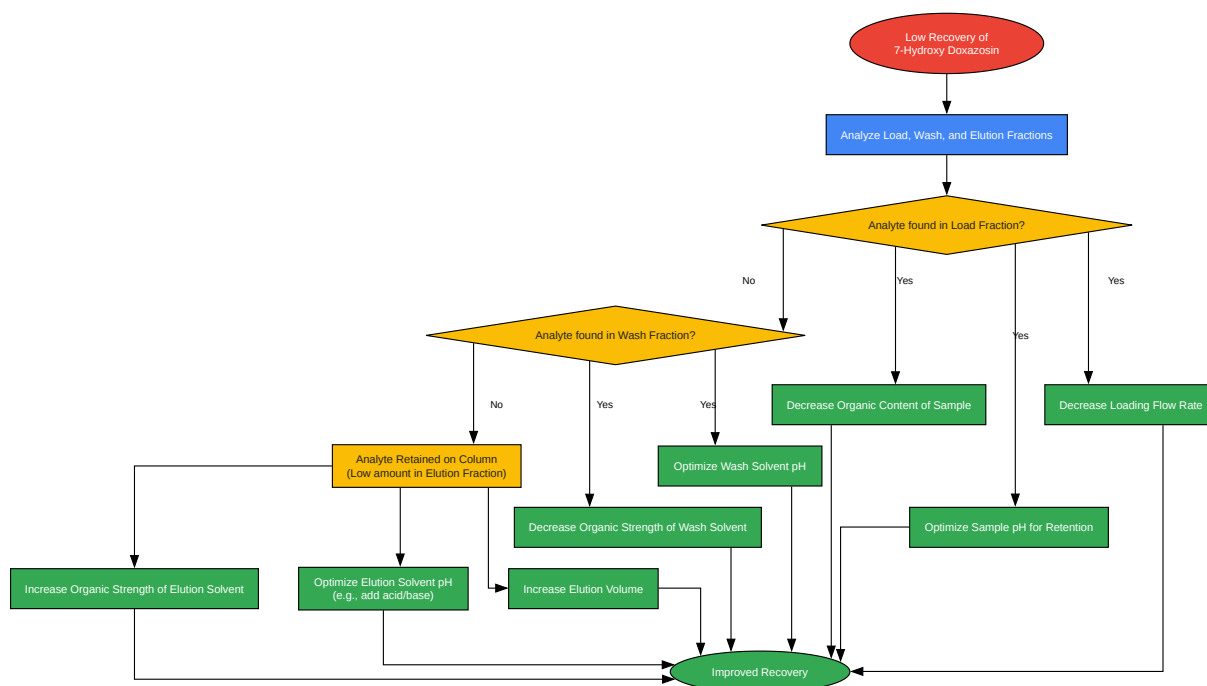 Low Recovery of
7-Hydroxy Doxazosin
Analyze Load, Wash, and Elution Fractions
Analyte found in Load Fraction?
No
Yes
Yes
Yes
Analyte found in Wash Fraction?
No
Yes
Yes
Decrease Organic Content of Sample
Decrease Loading Flow Rate
Analyte Retained on Column
(Low amount in Elution Fraction)
Optimize Wash Solvent pH
Decrease Organic Strength of Wash Solvent
Optimize Sample pH for Retention
Increase Organic Strength of Elution Solvent
Optimize Elution Solvent pH
(e.g., add acid/base)
Increase Elution Volume
Improved Recovery